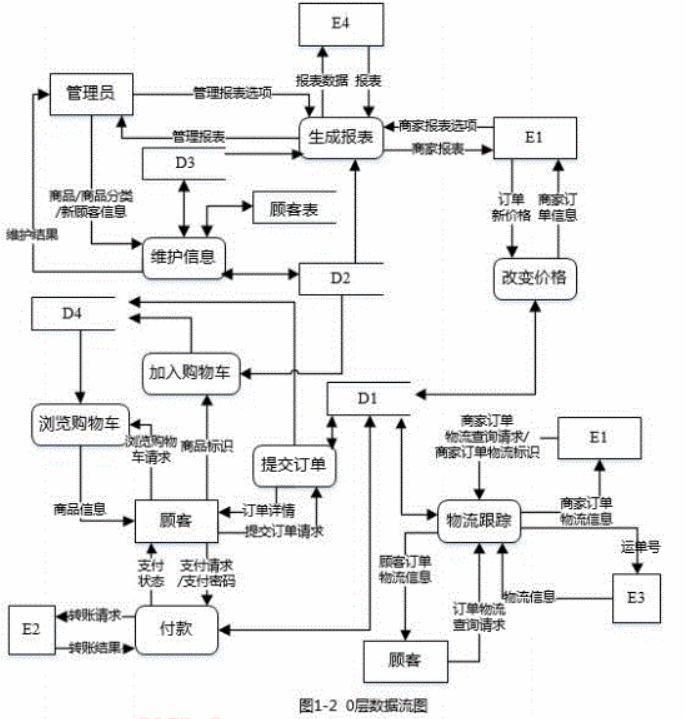 E4
报表数据
报表
管理员
管理报表选项
生成报表
商家报表选项
E1
管理报表
商家报表
D3
商品/商品分类
/新顾客信息
顾客表
订单
新价格
商家订
单信息
维护结果
维护信息
D2
改变价格
D4
加入购物车
D1
浏览购物车
浏览购物
车请求
商品标识
提交订单
商家订单
物流查询请求/
商家订单物流标识
E1
商品信息
顾客
订单详情
提交订单请求
物流跟踪
商家订单
物流信息
运单号
支付
状态
支付请求
/支付密码
顾客订单
物流信息
物流信息
E3
订单物流
查询请求
E2
转账请求
转账结果
付款
顾客
图1-2 0层数据流图